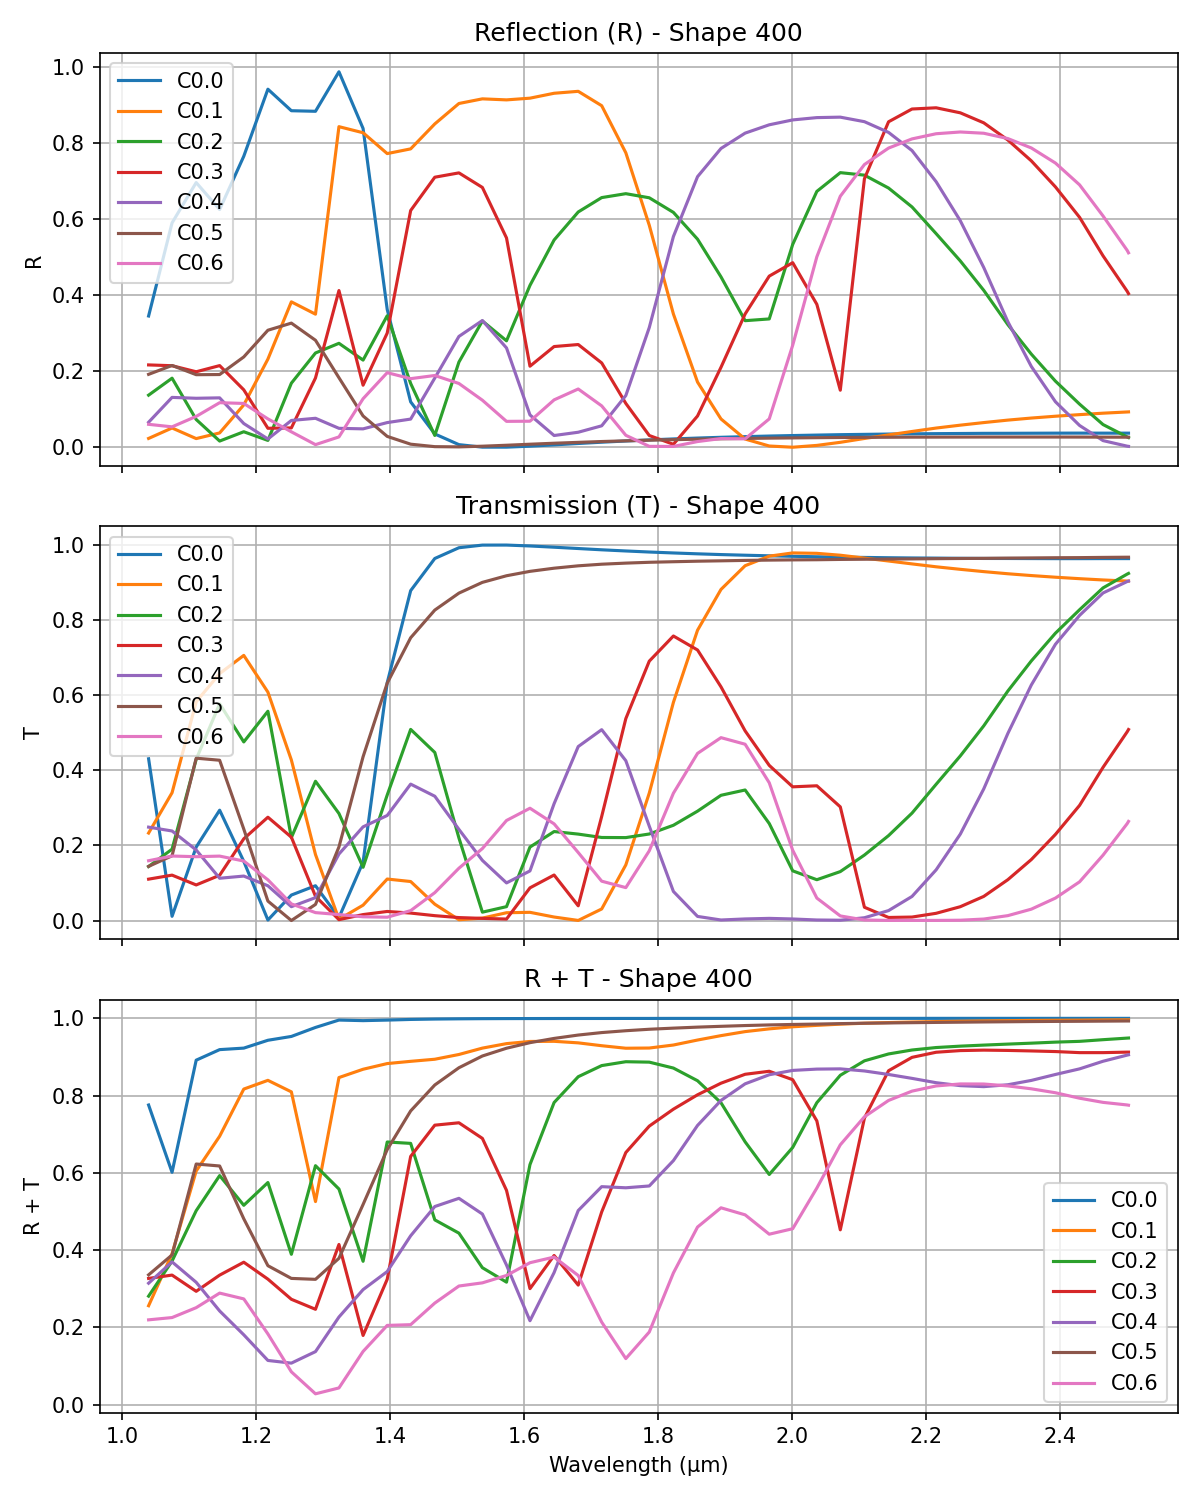 Reflection (R) - Shape 400
1.0
0.8
0.6
0.4
0.2
0.0
R
C0.0
C0.1
C0.2
C0.3
C0.4
C0.5
C0.6
Transmission (T) - Shape 400
1.0
0.8
0.6
0.4
0.2
0.0
T
C0.0
C0.1
C0.2
C0.3
C0.4
C0.5
C0.6
R + T - Shape 400
1.0
0.8
0.6
0.4
0.2
0.0
R + T
C0.0
C0.1
C0.2
C0.3
C0.4
C0.5
C0.6
1.0 1.2 1.4 1.6 1.8 2.0 2.2 2.4
Wavelength (μm)